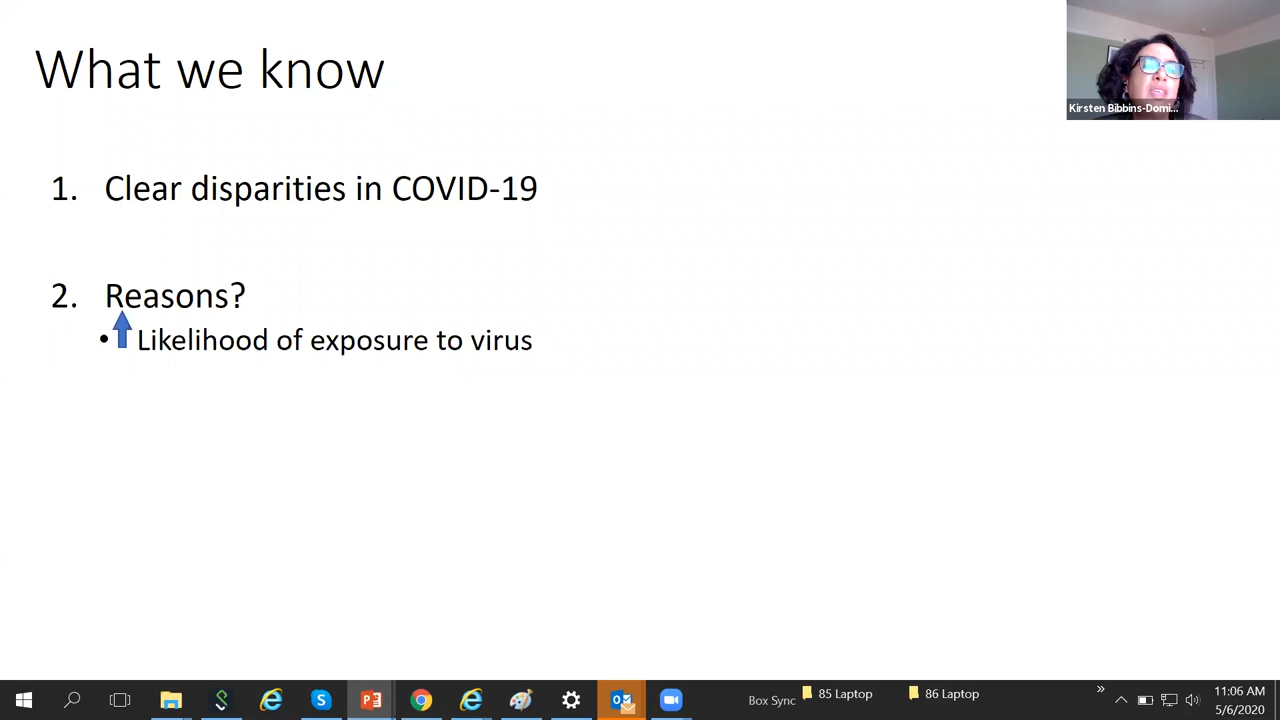 What we know
Kirsten Bibbins-Domi...
1. Clear disparities in COVID-19
2. Reasons?
• Likelihood of exposure to virus
Box Sync
85 Laptop
86 Laptop
»
11:06 AM
5/6/2020